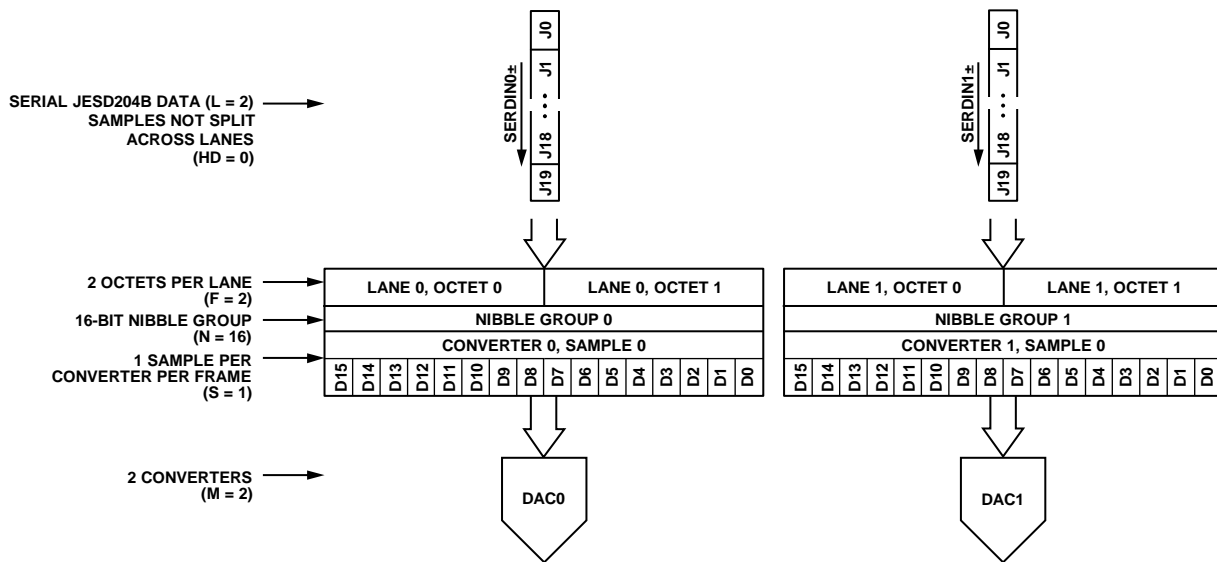 J0
J1
SERDIN0±
J18
J19
J0
J1
SERDIN1±
J18
J19
SERIAL JESD204B DATA (L = 2)
SAMPLES NOT SPLIT
ACROSS LANES
(HD = 0)
2 OCTETS PER LANE
(F = 2)
LANE 0, OCTET 0
LANE 0, OCTET 1
LANE 1, OCTET 0
LANE 1, OCTET 1
16-BIT NIBBLE GROUP
(N = 16)
NIBBLE GROUP 0
NIBBLE GROUP 1
CONVERTER 0, SAMPLE 0
CONVERTER 1, SAMPLE 0
1 SAMPLE PER
CONVERTER PER FRAME
(S = 1)
D15 D14 D13 D12 D11 D10 D9 D8 D7 D6 D5 D4 D3 D2 D1 D0
D15 D14 D13 D12 D11 D10 D9 D8 D7 D6 D5 D4 D3 D2 D1 D0
2 CONVERTERS
(M = 2)
DAC0
DAC1